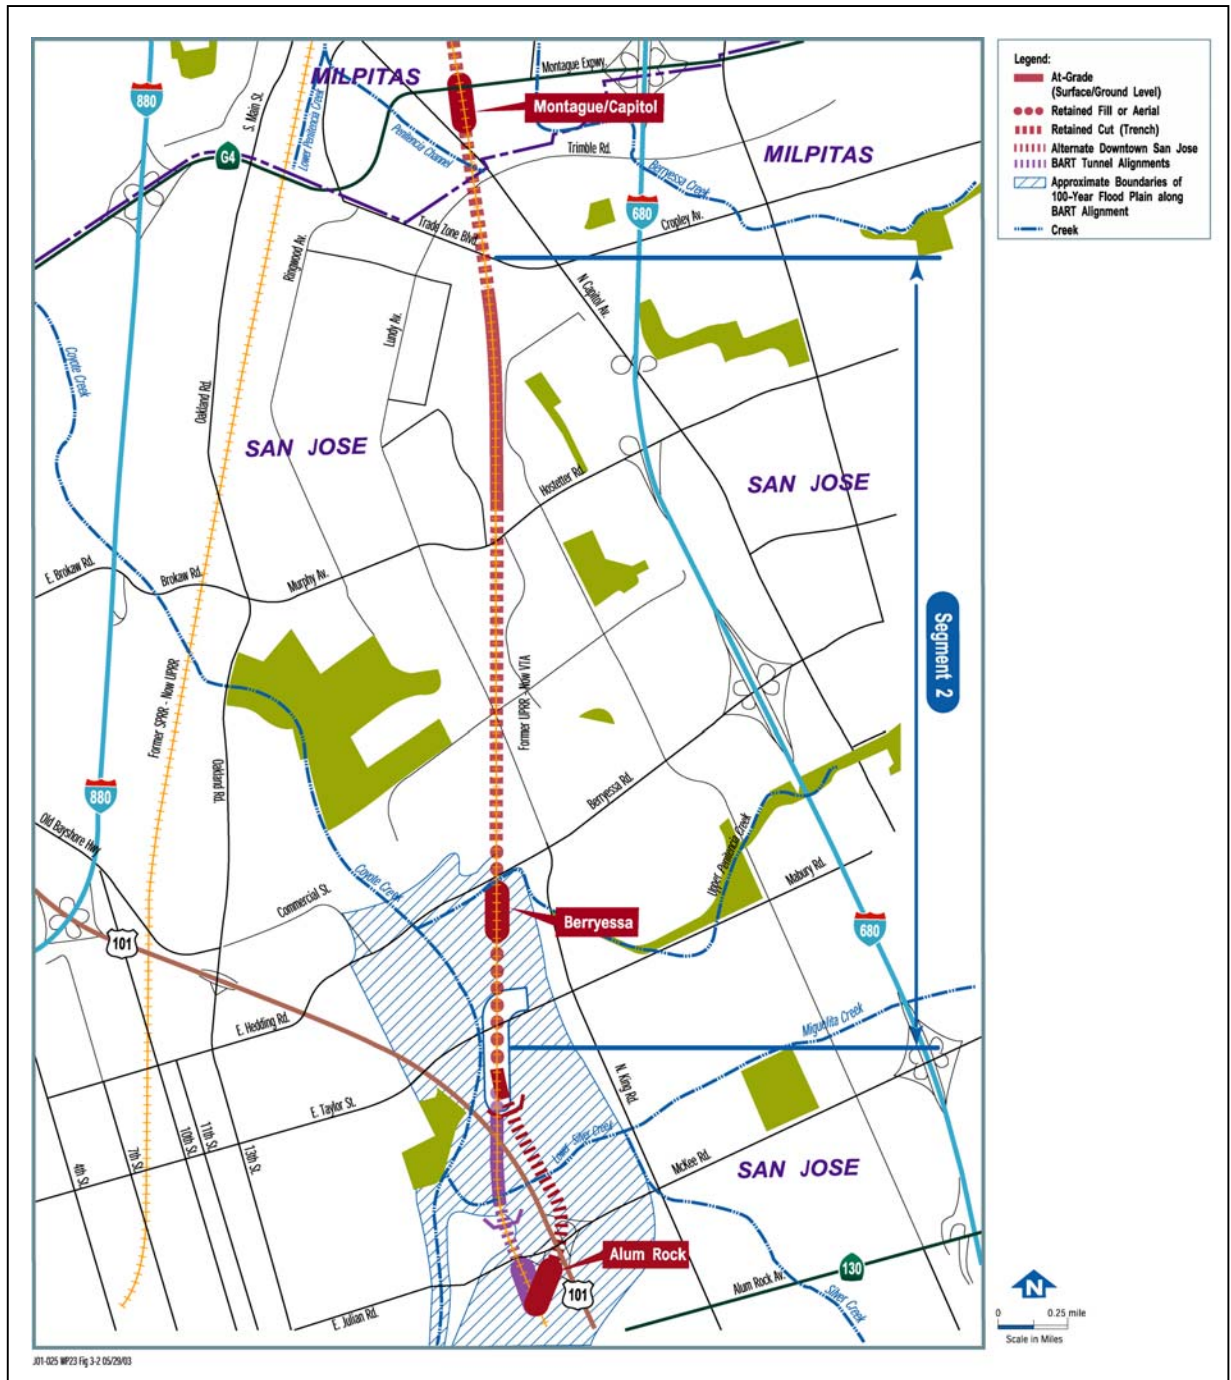 Legend:
At-Grade
(Surface/Ground Level)
Retained Fill or Aerial
Retained Cut (Trench)
Alternate Downtown San Jose
BART Tunnel Alignments
Approximate Boundaries of
100-Year Flood Plain along
BART Alignment
Creek
880
S. Main St.
MILPITAS
Lower Penitencia Creek
Penitencia Channel
Montague Expwy.
Montague/Capitol
G4
Trimble Rd.
MILPITAS
Berryessa Creek
680
Cropley Av.
Trade Zone Blvd.
Ringwood Av.
Lundy Av.
N Capitol Av.
Coyote Creek
Oakland Rd.
SAN JOSE
SAN JOSE
Hostetter Rd.
E. Brokaw Rd.
Brokaw Rd.
Murphy Av.
Segment 2
Former SPRR - Now UPRR
Former UPRR - Now VTA
Oakland Rd.
880
Old Bayshore Hwy.
Berryessa Rd.
Upper Penitencia Creek
Mabury Rd.
Coyote Creek
Commercial St.
Berryessa
101
680
E. Hedding Rd.
Miguelita Creek
N. King Rd.
E. Taylor St.
Lower Silver Creek
McKee Rd.
SAN JOSE
4th St.
7th St.
10th St.
11th St.
13th St.
Alum Rock
101
130
Alum Rock Av.
Silver Creek
E. Julian Rd.
N
0 0.25 mile
Scale in Miles
J01-025 WP23 Fig 3-2 05/29/03